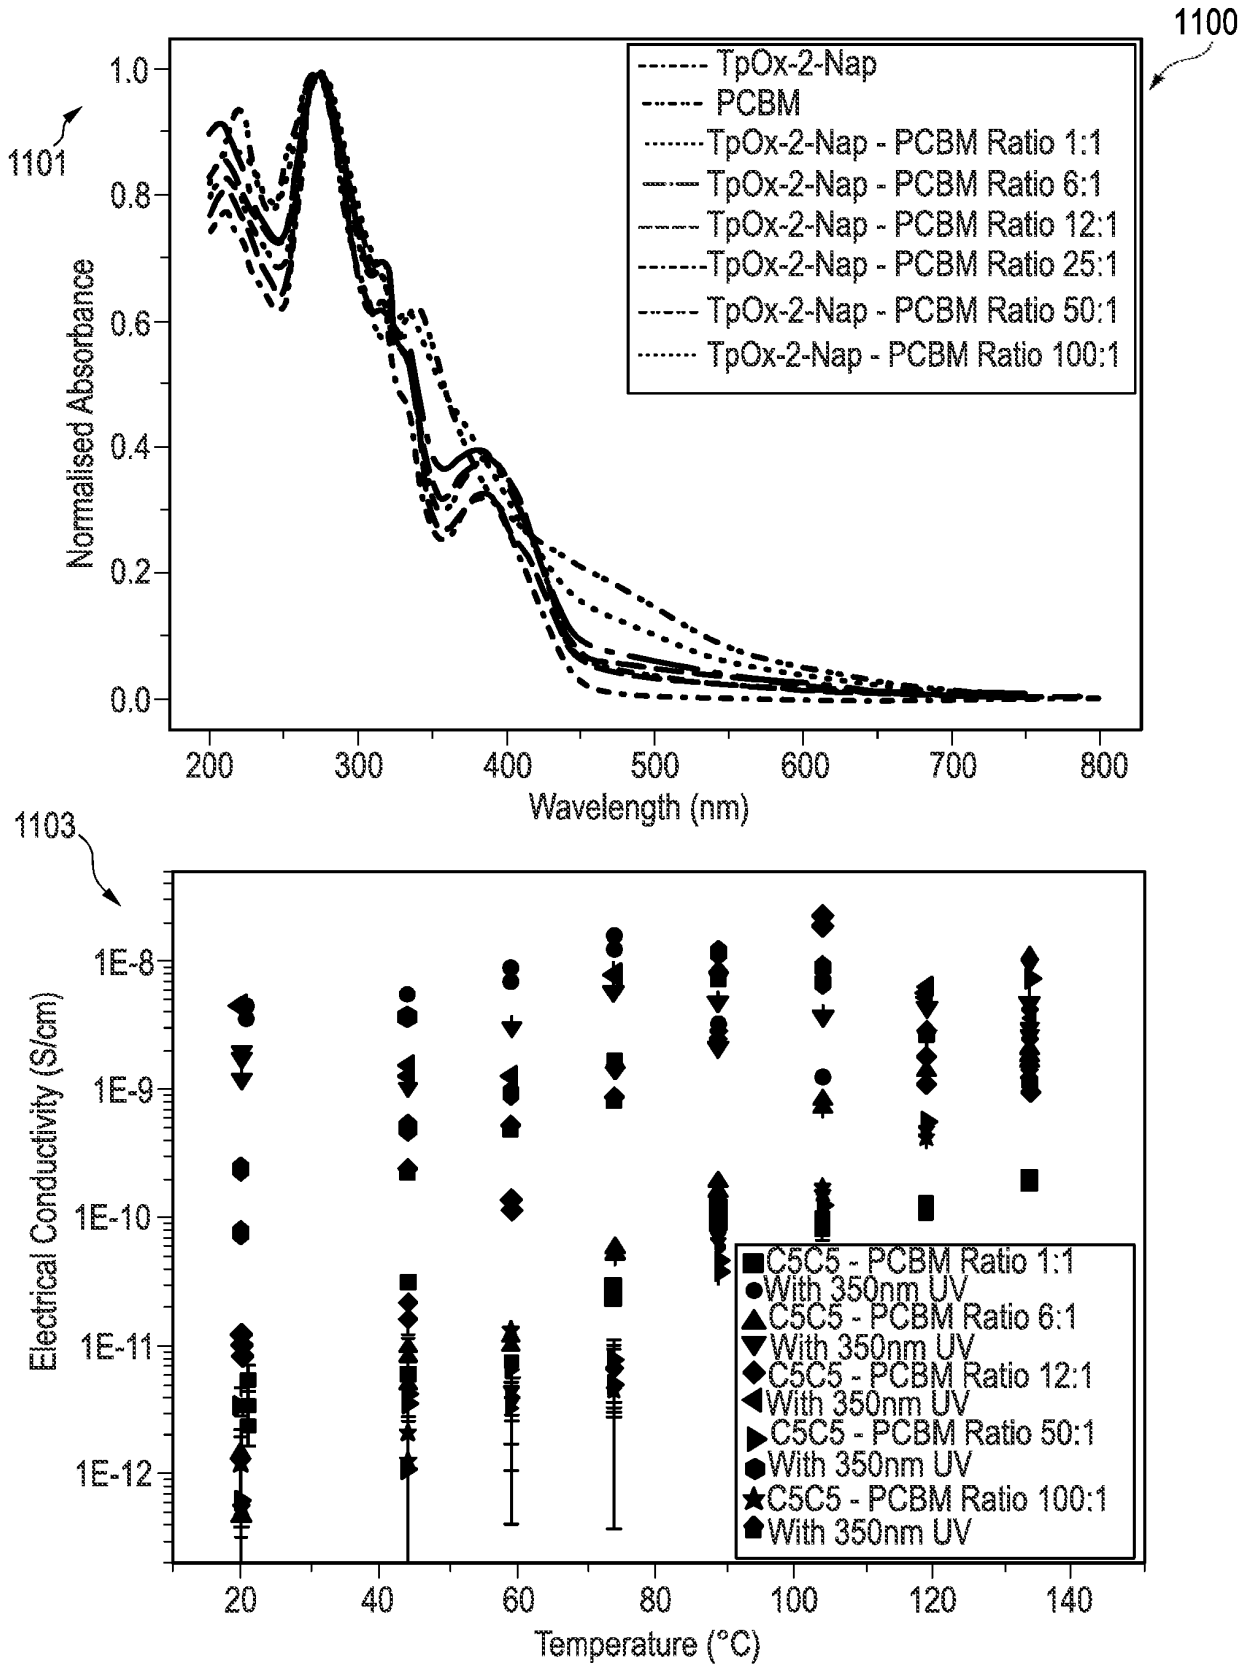 1100
1101
1.0
0.8
0.6
0.4
0.2
0.0
Normalised Absorbance
TpOx-2-Nap
PCBM
TpOx-2-Nap - PCBM Ratio 1:1
TpOx-2-Nap - PCBM Ratio 6:1
TpOx-2-Nap - PCBM Ratio 12:1
TpOx-2-Nap - PCBM Ratio 25:1
TpOx-2-Nap - PCBM Ratio 50:1
TpOx-2-Nap - PCBM Ratio 100:1
200 300 400 500 600 700 800
Wavelength (nm)
1103
1E-8
1E-9
1E-10
1E-11
1E-12
Electrical Conductivity (S/cm)
C5C5 - PCBM Ratio 1:1
With 350nm UV
C5C5 - PCBM Ratio 6:1
With 350nm UV
C5C5 - PCBM Ratio 12:1
With 350nm UV
C5C5 - PCBM Ratio 50:1
With 350nm UV
C5C5 - PCBM Ratio 100:1
With 350nm UV
20 40 60 80 100 120 140
Temperature (°C)